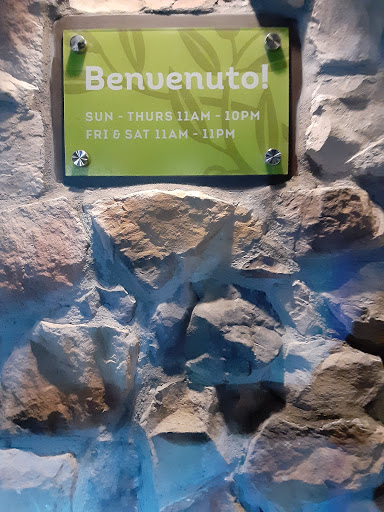 Benvenuto!
SUN - THURS 11AM - 10PM
FRI & SAT 11AM - 11PM